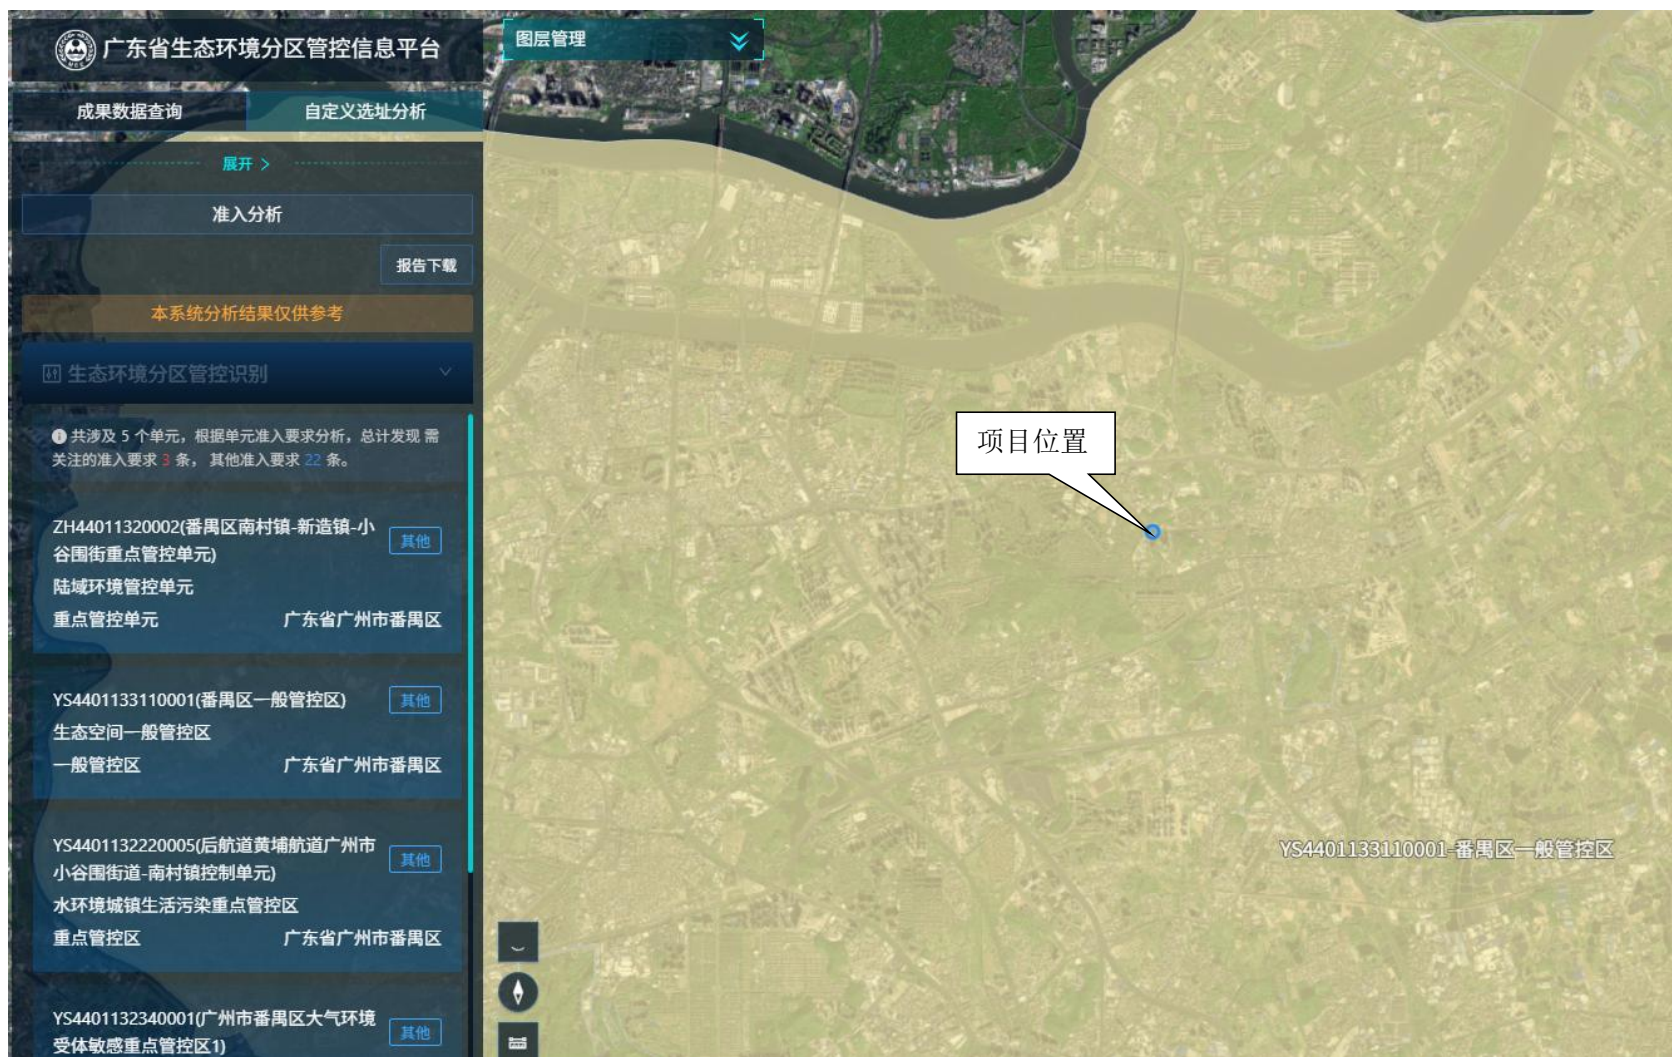 广东省生态环境分区管控信息平台
成果数据查询
自定义选址分析
展开 >
准入分析
报告下载
本系统分析结果仅供参考
生态环境分区管控识别
共涉及 5 个单元，根据单元准入要求分析，总计发现 需
关注的准入要求 3 条， 其他准入要求 22 条。
ZH44011320002(番禺区南村镇-新造镇-小
谷围街重点管控单元)
其他
陆域环境管控单元
重点管控单元
广东省广州市番禺区
YS4401133110001(番禺区一般管控区)
其他
生态空间一般管控区
一般管控区
广东省广州市番禺区
YS4401132220005(后航道黄埔航道广州市
小谷围街道-南村镇控制单元)
其他
水环境城镇生活污染重点管控区
重点管控区
广东省广州市番禺区
YS4401132340001(广州市番禺区大气环境
受体敏感重点管控区1)
其他
图层管理
项目位置
YS4401133110001-番禺区一般管控区